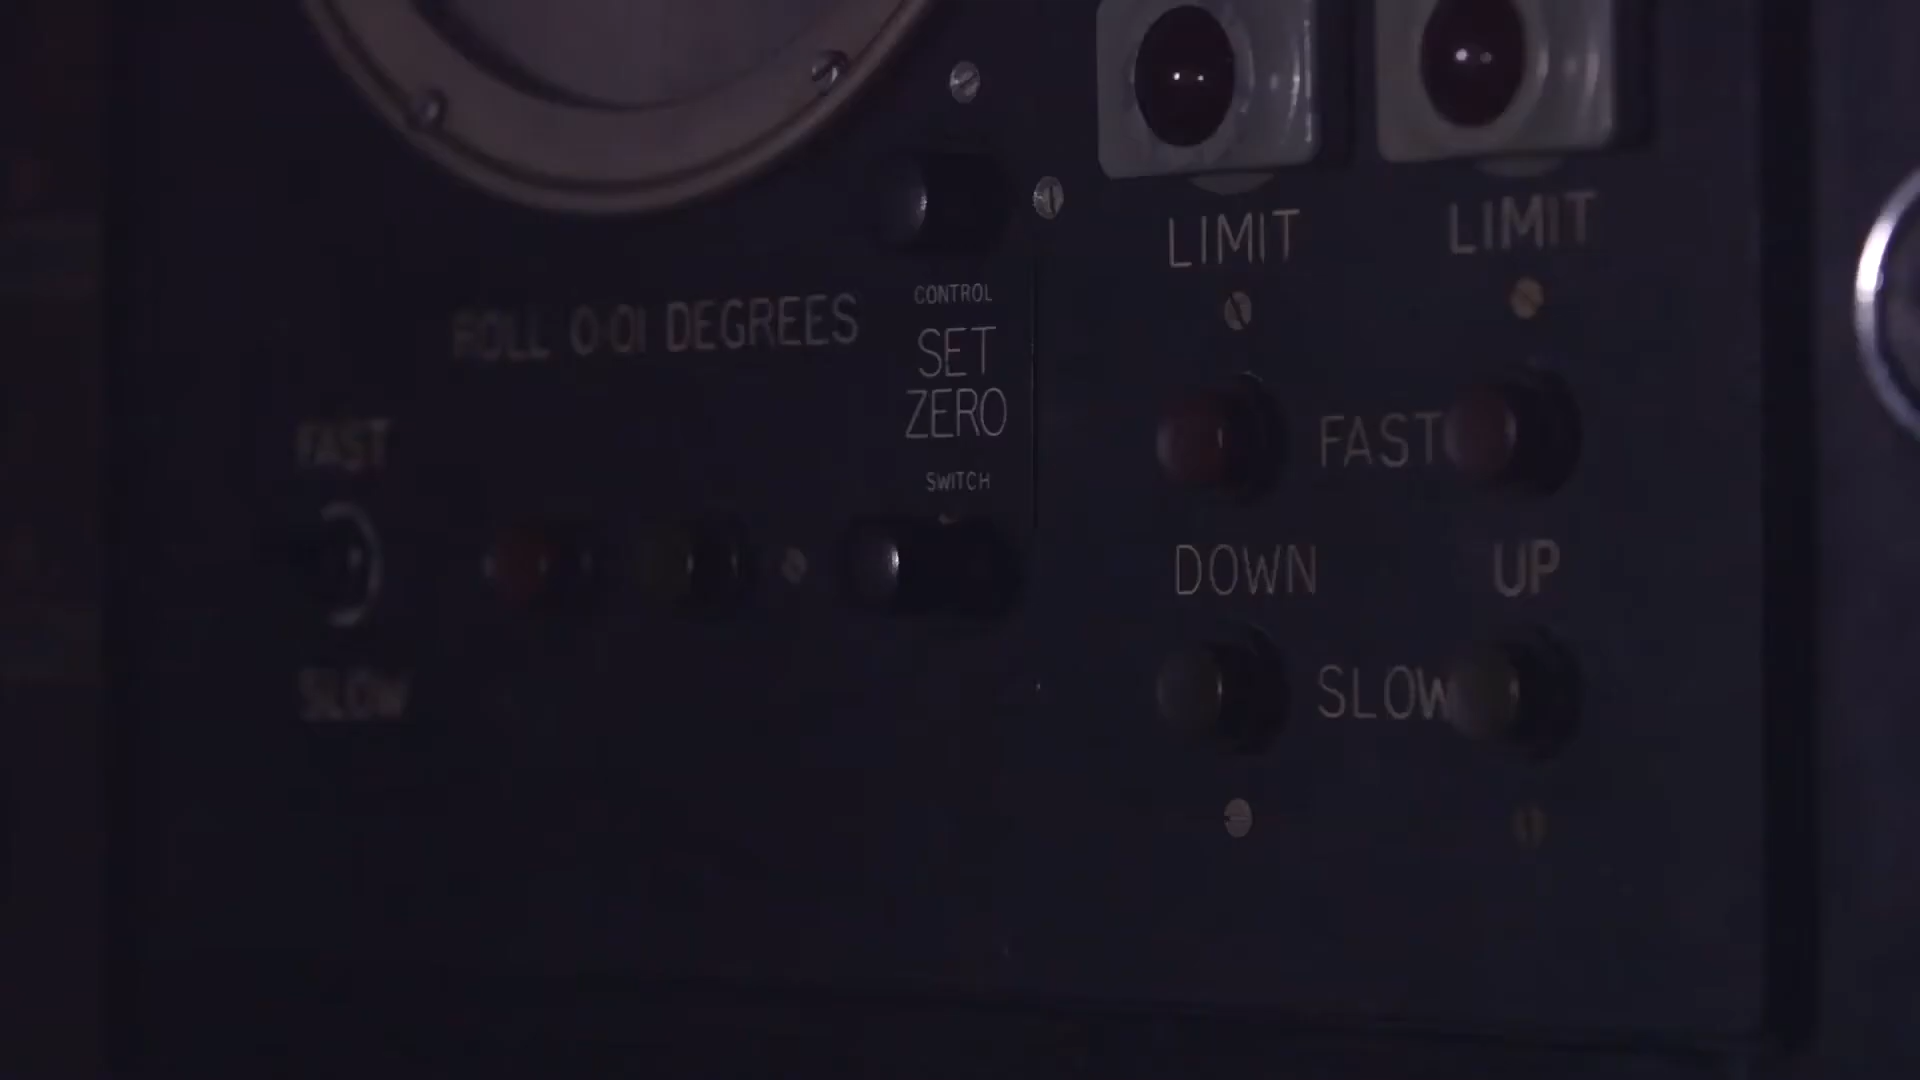 ROLL 0·01 DEGREES
FAST
SLOW
CONTROL
SET
ZERO
SWITCH
LIMIT
LIMIT
FAST
DOWN
UP
SLOW